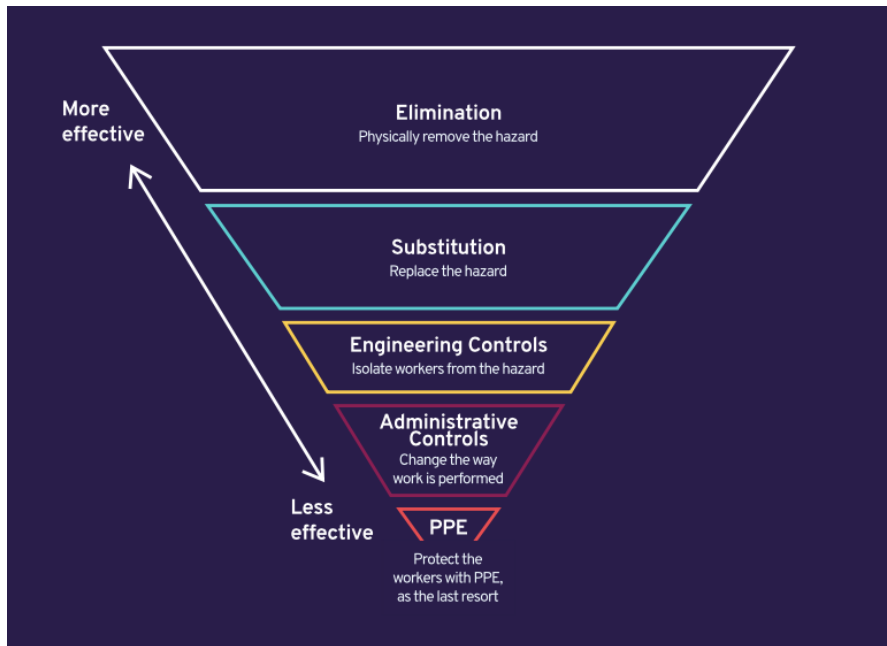 More
effective
Elimination
Physically remove the hazard
Substitution
Replace the hazard
Engineering Controls
Isolate workers from the hazard
Administrative
Controls
Change the way
work is performed
Less
effective
PPE
Protect the
workers with PPE,
as the last resort